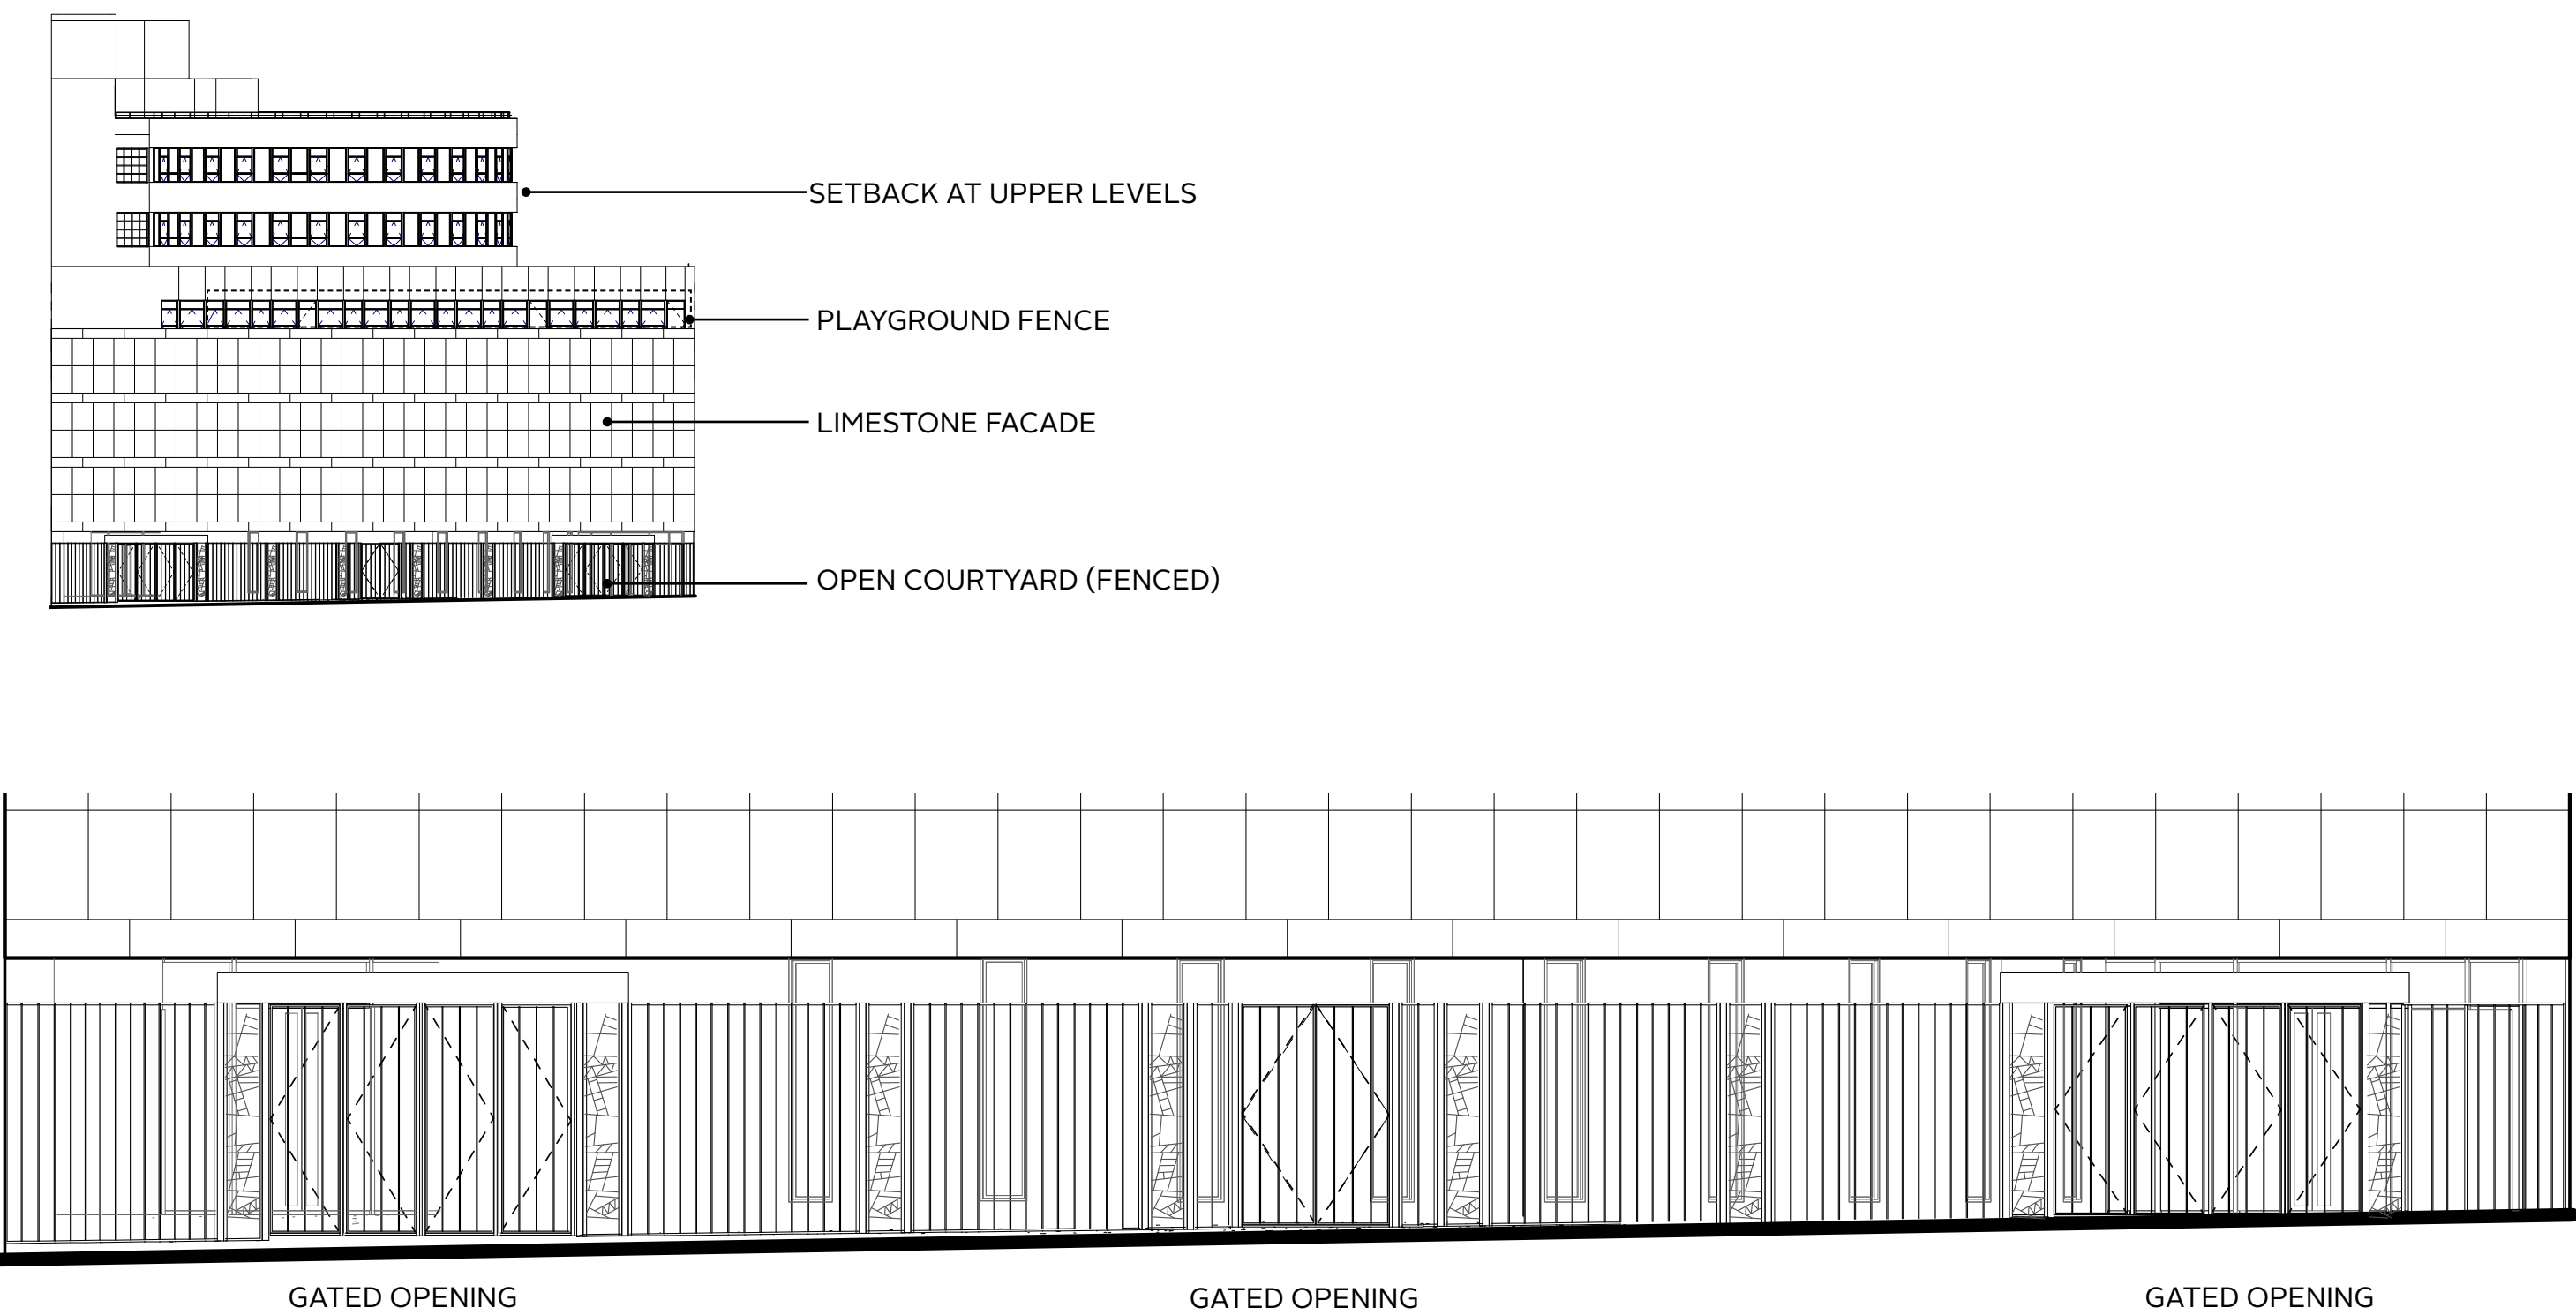 SETBACK AT UPPER LEVELS
PLAYGROUND FENCE
LIMESTONE FACADE
OPEN COURTYARD (FENCED)
GATED OPENING
GATED OPENING
GATED OPENING